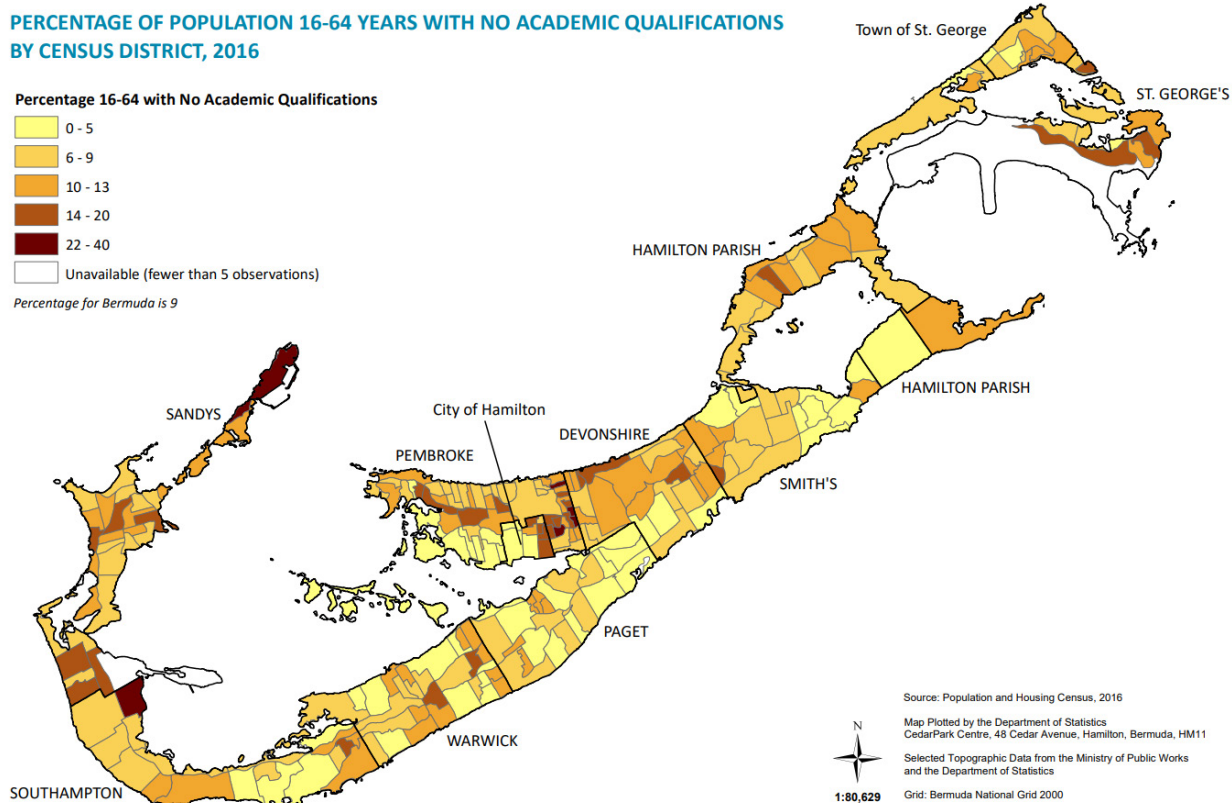 PERCENTAGE OF POPULATION 16-64 YEARS WITH NO ACADEMIC QUALIFICATIONS
BY CENSUS DISTRICT, 2016
Percentage 16-64 with No Academic Qualifications
0 - 5
6 - 9
10 - 13
14 - 20
22 - 40
Unavailable (fewer than 5 observations)
Percentage for Bermuda is 9
Town of St. George
ST. GEORGE'S
HAMILTON PARISH
HAMILTON PARISH
SANDYS
City of Hamilton
DEVONSHIRE
PEMBROKE
SMITH'S
PAGET
WARWICK
SOUTHAMPTON
N
1:80,629
Source: Population and Housing Census, 2016
Map Plotted by the Department of Statistics
CedarPark Centre, 48 Cedar Avenue, Hamilton, Bermuda, HM11
Selected Topographic Data from the Ministry of Public Works
and the Department of Statistics
Grid: Bermuda National Grid 2000